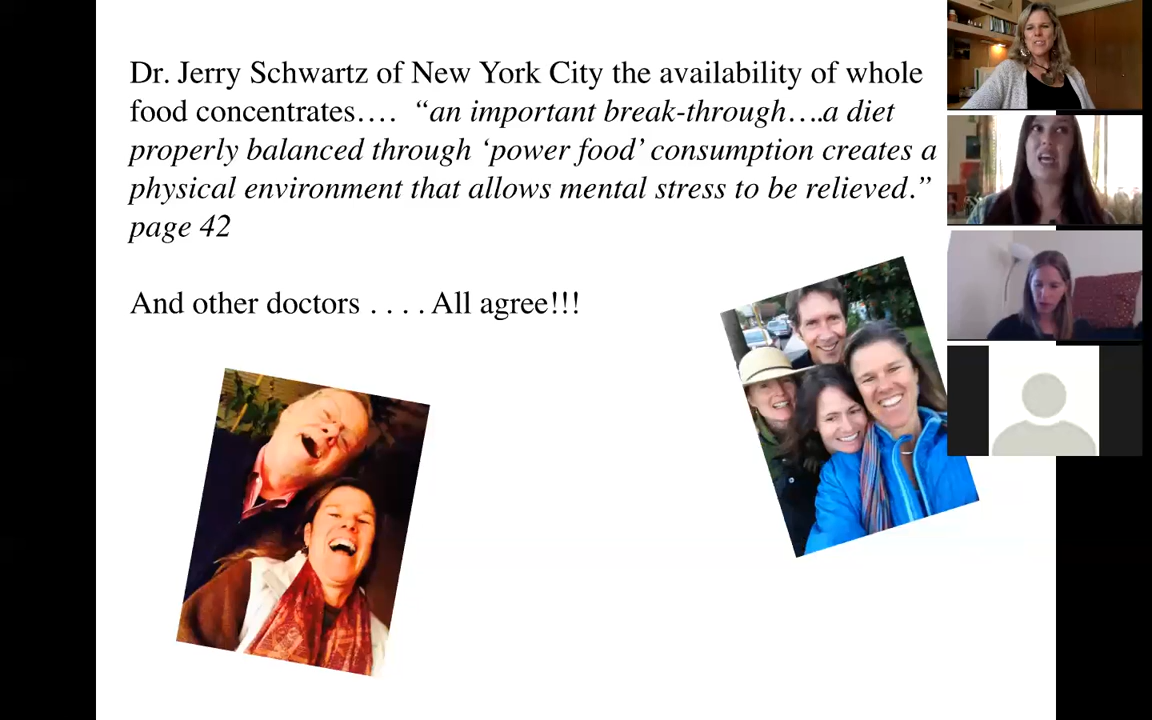 Dr. Jerry Schwartz of New York City the availability of whole
food concentrates…. “an important break-through….a diet
properly balanced through ‘power food’ consumption creates a
physical environment that allows mental stress to be relieved.”
page 42
And other doctors . . . . All agree!!!